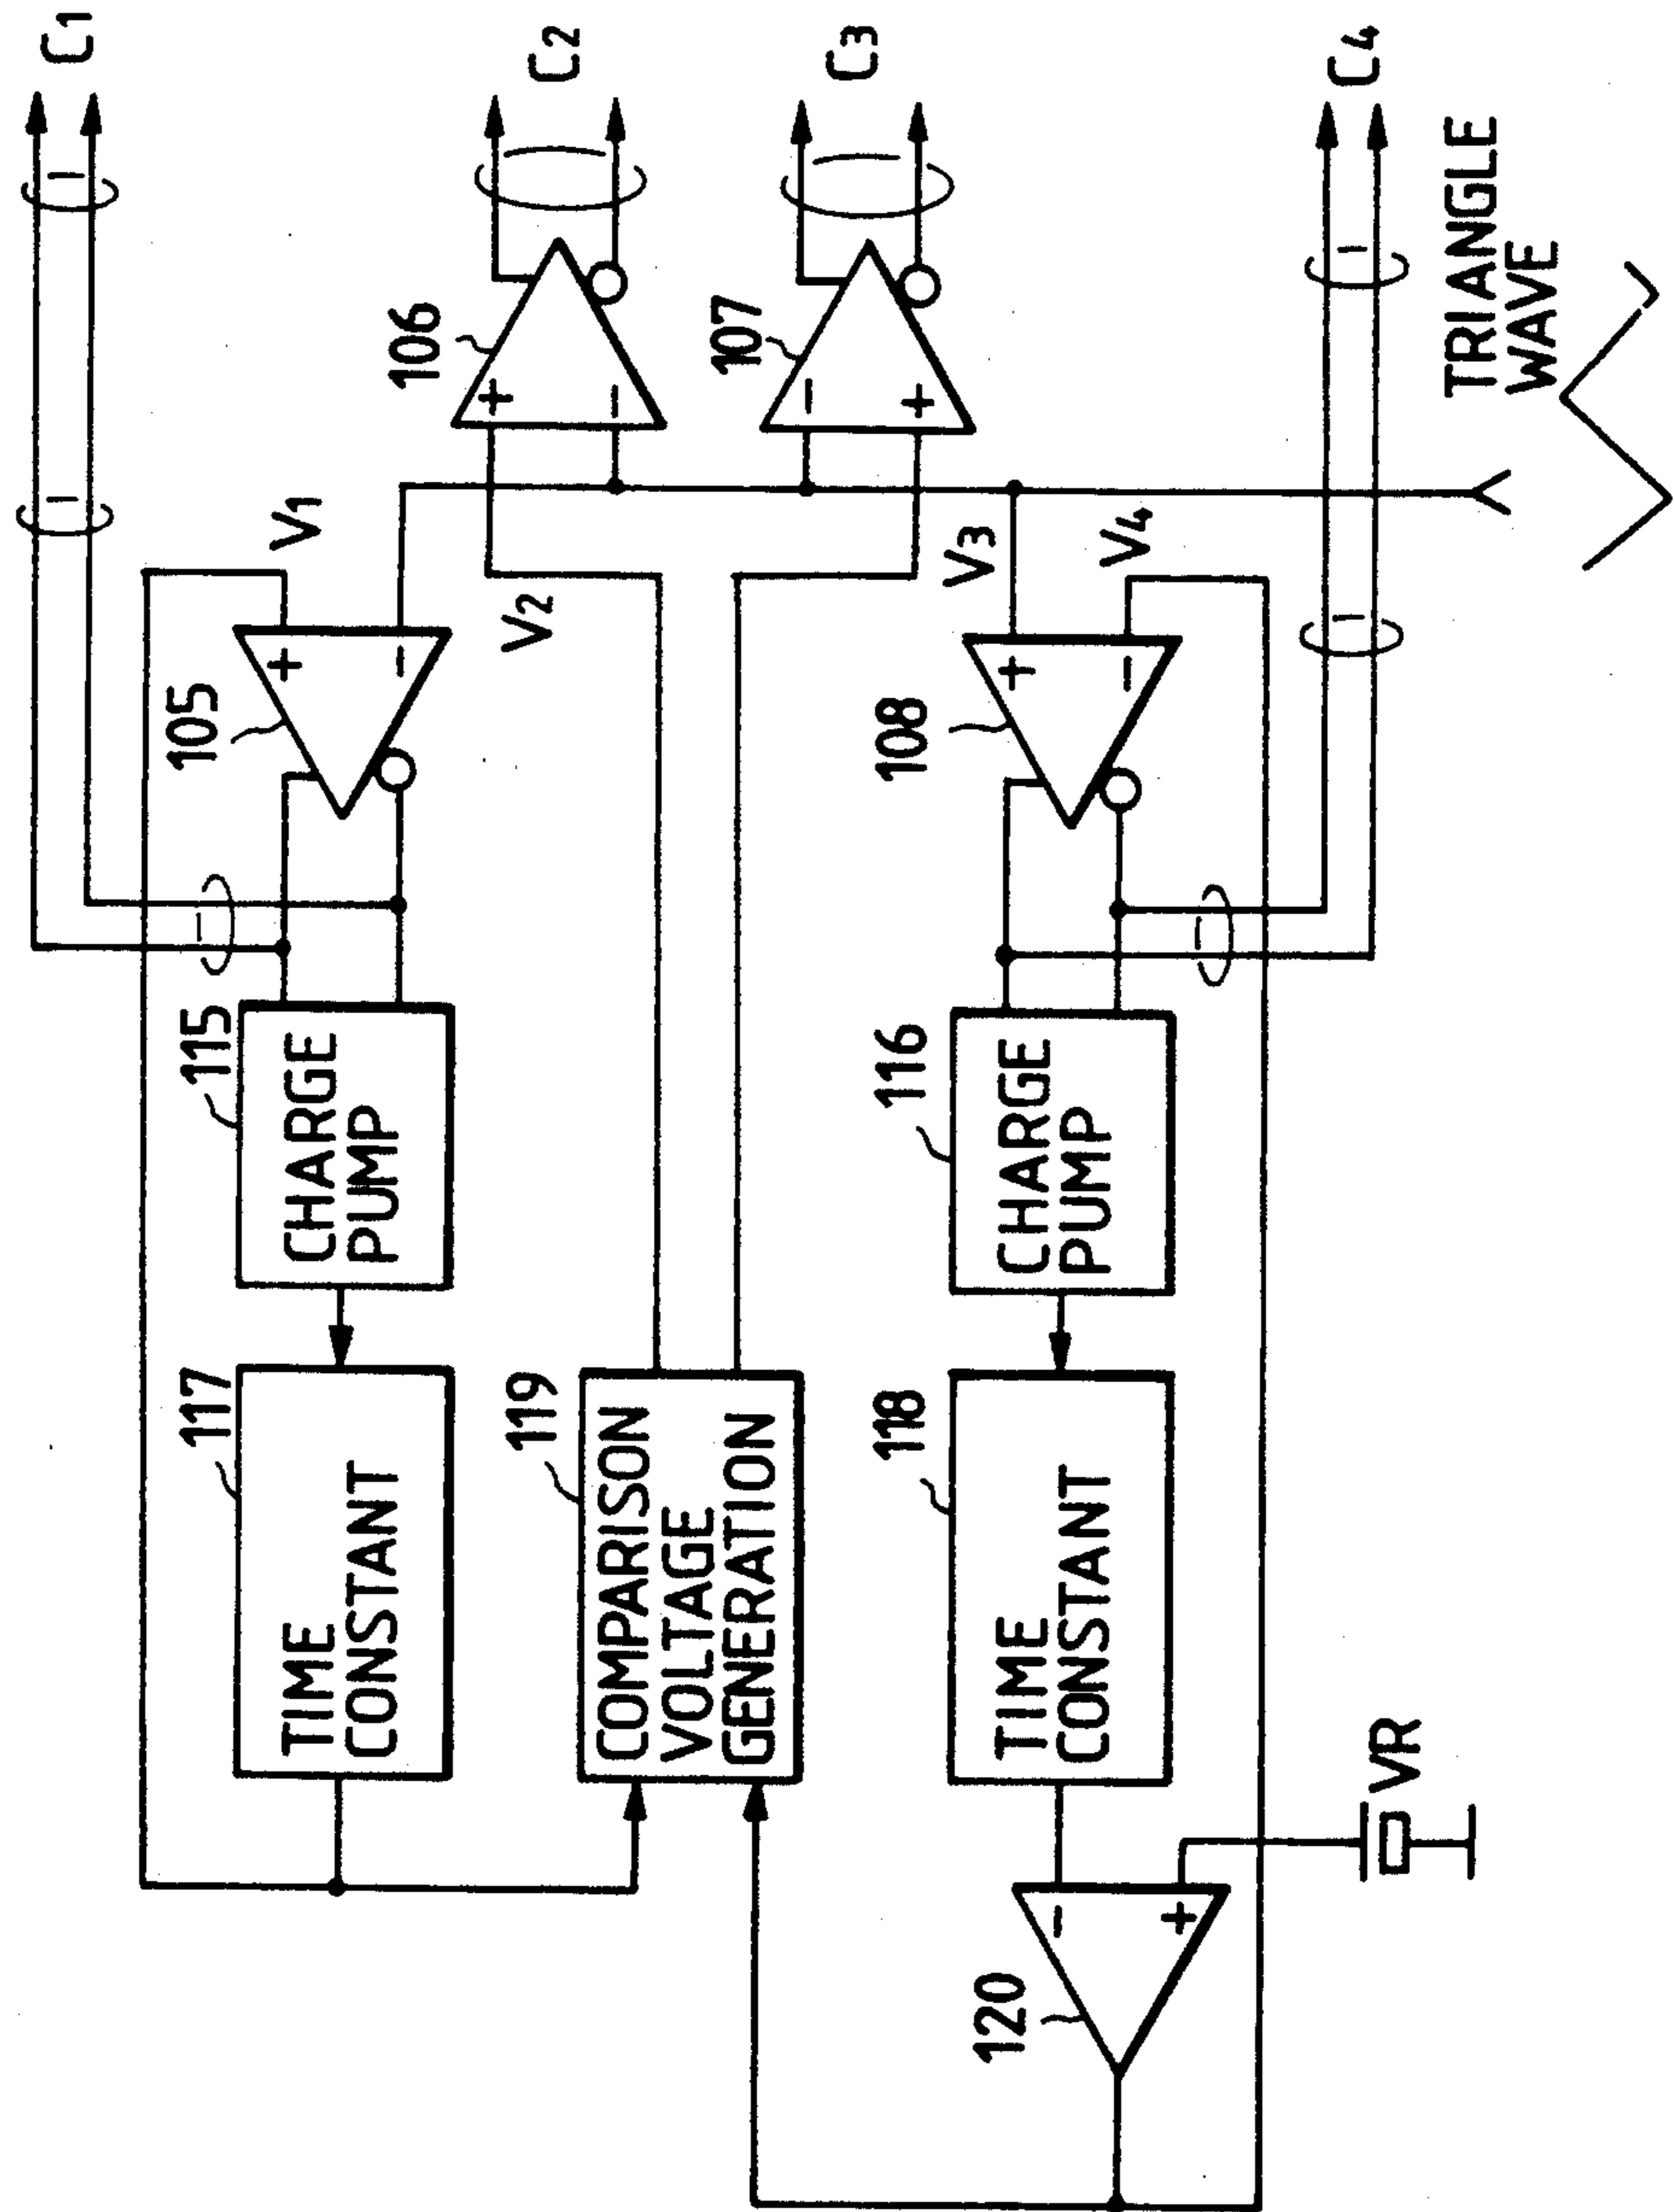 C1
C2
C3
C4
106
107
TRIANGLE
WAVE
V1
V2
V3
V4
105
108
+
-
+
-
-
+
+
-
115
CHARGE
PUMP
116
CHARGE
PUMP
117
TIME
CONSTANT
119
COMPARISON
VOLTAGE
GENERATION
118
TIME
CONSTANT
VR
120
-
+